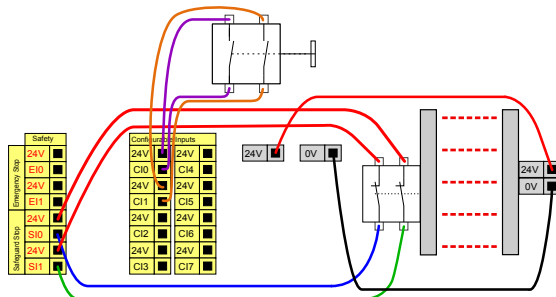 Safety
Emergency Stop
24V
EI0
24V
EI1
Safeguard Stop
24V
SI0
24V
SI1
Configurable Inputs
24V 24V
CI0 CI4
24V 24V
CI1 CI5
24V 24V
CI2 CI6
24V 24V
CI3 CI7
24V
0V
24V
0V